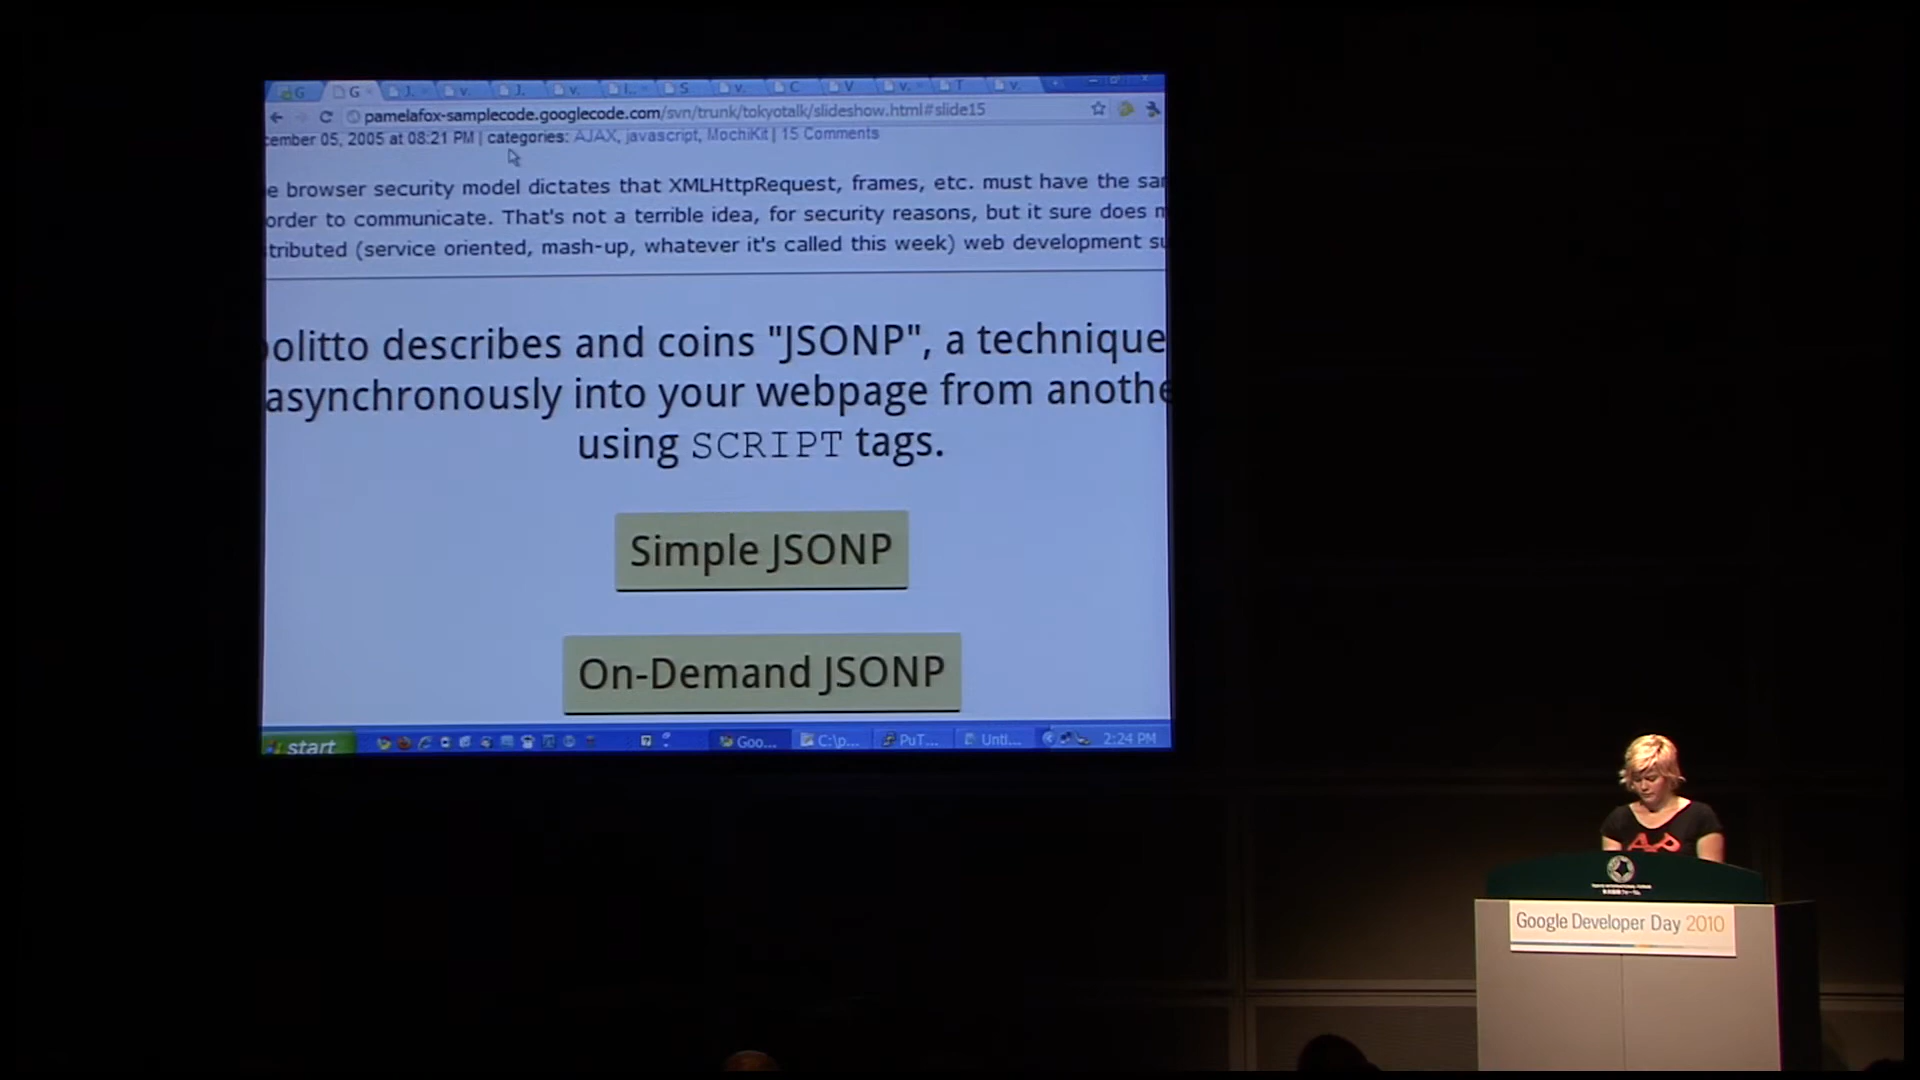 G G J. v. J. v. I.. S v. C V v. T v.
pamelafox-samplecode.googlecode.com/svn/trunk/tokyotalk/slideshow.html#slide15
cember 05, 2005 at 08:21 PM | categories: AJAX, javascript, MochiKit | 15 Comments
e browser security model dictates that XMLHttpRequest, frames, etc. must have the sa
order to communicate. That's not a terrible idea, for security reasons, but it sure does m
tributed (service oriented, mash-up, whatever it's called this week) web development su
olitto describes and coins "JSONP", a technique
asynchronously into your webpage from anothe
using SCRIPT tags.
Simple JSONP
On-Demand JSONP
start Goo... C:\p... PuT... Unti... 2:24 PM
Google Developer Day 2010